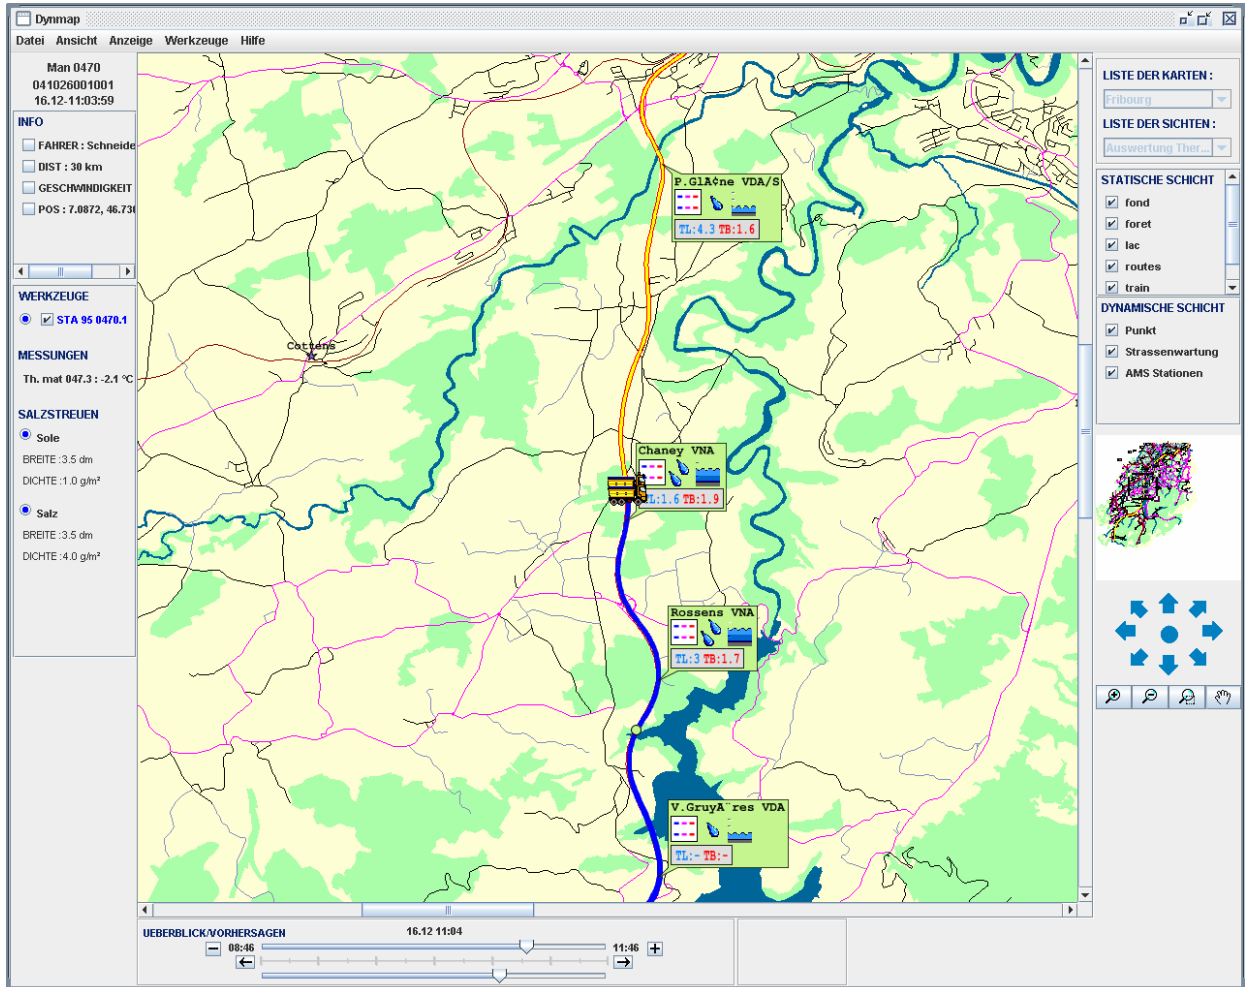 Dynmap
Datei Ansicht Anzeige Werkzeuge Hilfe
Man 0470
041026001001
16.12-11:03:59
INFO
FAHRER : Schneide
DIST : 30 km
GESCHWINDIGKEIT
POS : 7.0872, 46.730
WERKZEUGE
STA 95 0470.1
MESSUNGEN
Th. mat 047.3 : -2.1 °C
SALZSTREUEN
Sole
BREITE :3.5 dm
DICHTE :1.0 g/m²
Salz
BREITE :3.5 dm
DICHTE :4.0 g/m²
Cottens
P.GlA¢ne VDA/S
TL:4.3 TB:1.6
Chaney VNA
TL:1.6 TB:1.9
Rossens VNA
TL:3 TB:1.7
V.GruyA¨res VDA
TL:- TB:-
LISTE DER KARTEN :
Fribourg
LISTE DER SICHTEN :
Auswertung Ther...
STATISCHE SCHICHT
fond
foret
lac
routes
train
DYNAMISCHE SCHICHT
Punkt
Strassenwartung
AMS Stationen
UEBERBLICK/VORHERSAGEN
16.12 11:04
08:46
11:46